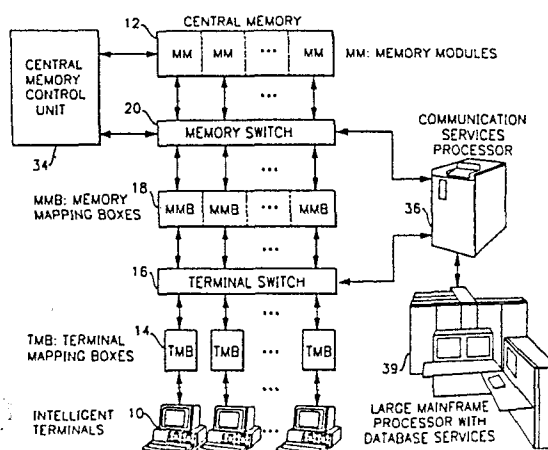 CENTRAL MEMORY
12
MM MM ... MM
MM: MEMORY MODULES
CENTRAL
MEMORY
CONTROL
UNIT
34
...
20
MEMORY SWITCH
COMMUNICATION
SERVICES
PROCESSOR
36
...
MMB: MEMORY
MAPPING BOXES
18
MMB MMB ... MMB
...
16
TERMINAL SWITCH
...
TMB: TERMINAL
MAPPING BOXES
14
TMB TMB ... TMB
39
...
INTELLIGENT
TERMINALS
10
...
LARGE MAINFRAME
PROCESSOR WITH
DATABASE SERVICES